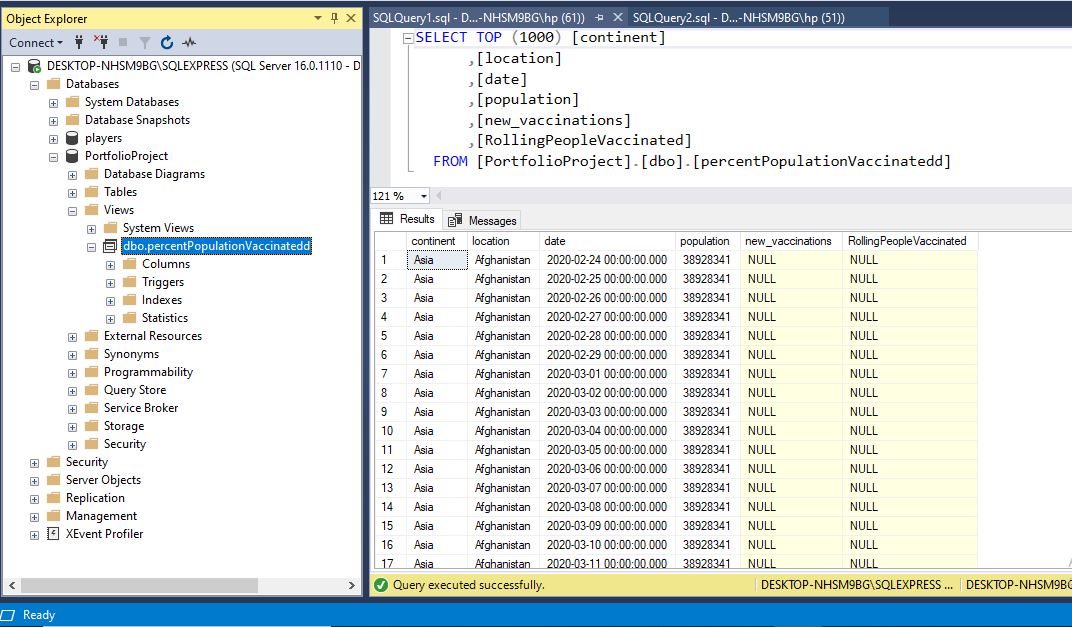 Object Explorer
Connect
DESKTOP-NHSM9BG\SQLEXPRESS (SQL Server 16.0.1110 - D
Databases
System Databases
Database Snapshots
players
PortfolioProject
Database Diagrams
Tables
Views
System Views
dbo.percentPopulationVaccinatedd
Columns
Triggers
Indexes
Statistics
External Resources
Synonyms
Programmability
Query Store
Service Broker
Storage
Security
Security
Server Objects
Replication
Management
XEvent Profiler
SQLQuery1.sql - D...-NHSM9BG\hp (61)) SQLQuery2.sql - D...-NHSM9BG\hp (51))
SELECT TOP (1000) [continent]
,[location]
,[date]
,[population]
,[new_vaccinations]
,[RollingPeopleVaccinated]
FROM [PortfolioProject].[dbo].[percentPopulationVaccinatedd]
121 %
Results Messages
continent location date population new_vaccinations RollingPeopleVaccinated
1 Asia Afghanistan 2020-02-24 00:00:00.000 38928341 NULL NULL
2 Asia Afghanistan 2020-02-25 00:00:00.000 38928341 NULL NULL
3 Asia Afghanistan 2020-02-26 00:00:00.000 38928341 NULL NULL
4 Asia Afghanistan 2020-02-27 00:00:00.000 38928341 NULL NULL
5 Asia Afghanistan 2020-02-28 00:00:00.000 38928341 NULL NULL
6 Asia Afghanistan 2020-02-29 00:00:00.000 38928341 NULL NULL
7 Asia Afghanistan 2020-03-01 00:00:00.000 38928341 NULL NULL
8 Asia Afghanistan 2020-03-02 00:00:00.000 38928341 NULL NULL
9 Asia Afghanistan 2020-03-03 00:00:00.000 38928341 NULL NULL
10 Asia Afghanistan 2020-03-04 00:00:00.000 38928341 NULL NULL
11 Asia Afghanistan 2020-03-05 00:00:00.000 38928341 NULL NULL
12 Asia Afghanistan 2020-03-06 00:00:00.000 38928341 NULL NULL
13 Asia Afghanistan 2020-03-07 00:00:00.000 38928341 NULL NULL
14 Asia Afghanistan 2020-03-08 00:00:00.000 38928341 NULL NULL
15 Asia Afghanistan 2020-03-09 00:00:00.000 38928341 NULL NULL
16 Asia Afghanistan 2020-03-10 00:00:00.000 38928341 NULL NULL
17 Asia Afghanistan 2020-03-11 00:00:00.000 38928341 NULL NULL
Query executed successfully. DESKTOP-NHSM9BG\SQLEXPRESS ... DESKTOP-NHSM9BG
Ready